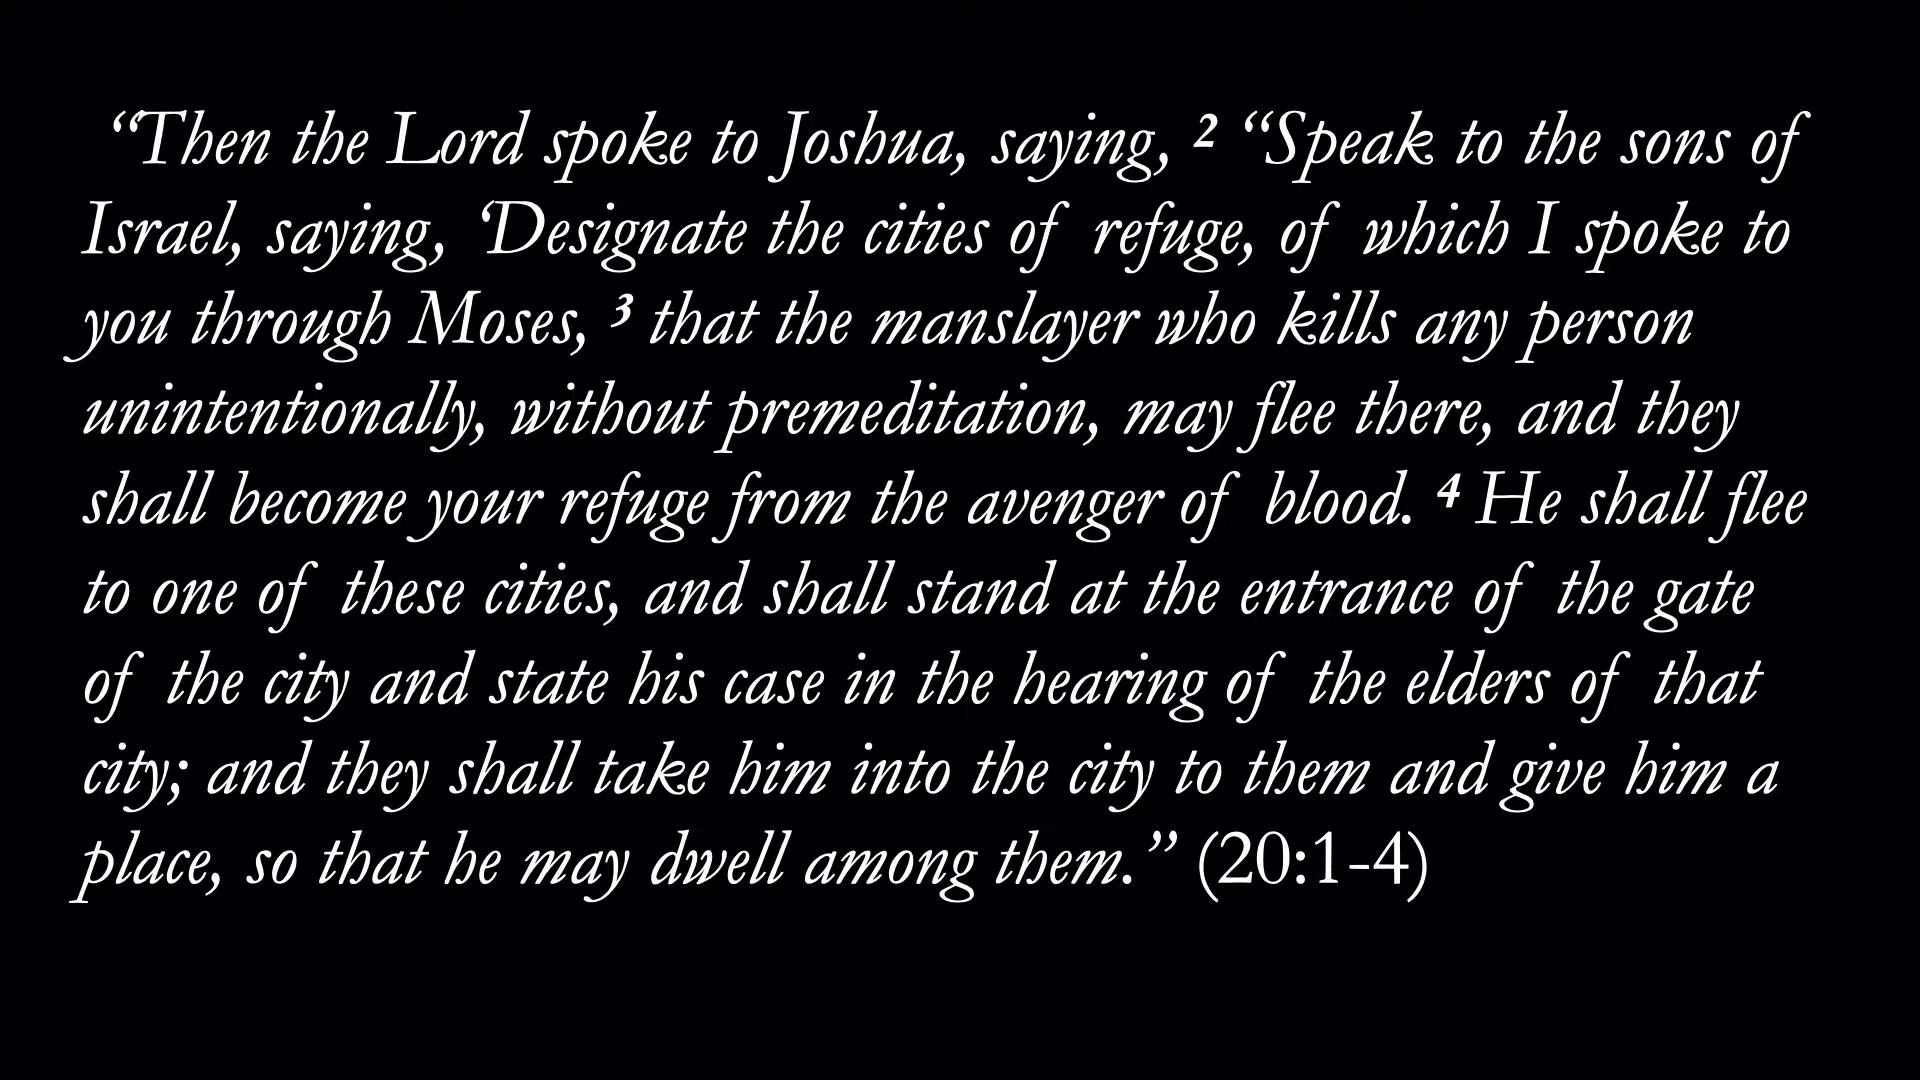 “Then the Lord spoke to Joshua, saying, ² “Speak to the sons of
Israel, saying, ‘Designate the cities of refuge, of which I spoke to
you through Moses, ³ that the manslayer who kills any person
unintentionally, without premeditation, may flee there, and they
shall become your refuge from the avenger of blood. ⁴ He shall flee
to one of these cities, and shall stand at the entrance of the gate
of the city and state his case in the hearing of the elders of that
city; and they shall take him into the city to them and give him a
place, so that he may dwell among them.” (20:1-4)